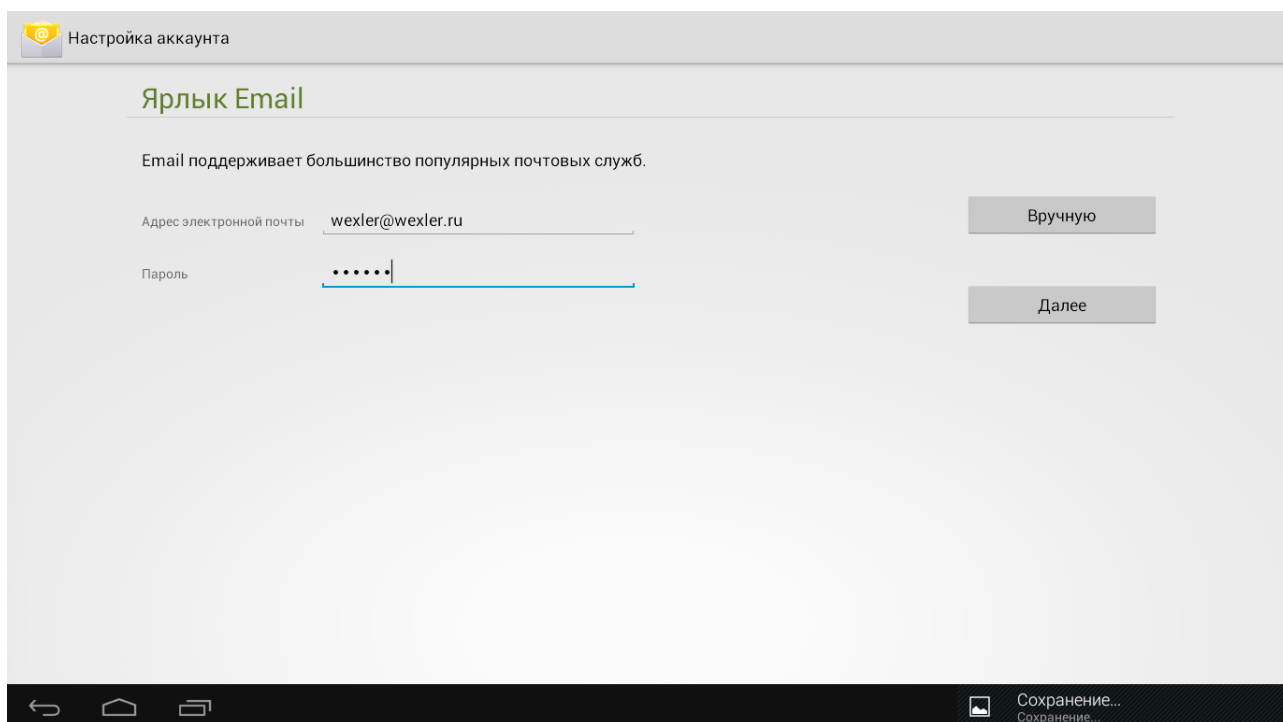 Настройка аккаунта
Ярлык Email
Email поддерживает большинство популярных почтовых служб.
Адрес электронной почты wexler@wexler.ru
Вручную
Пароль ••••••
Далее
Сохранение...
Сохранение...